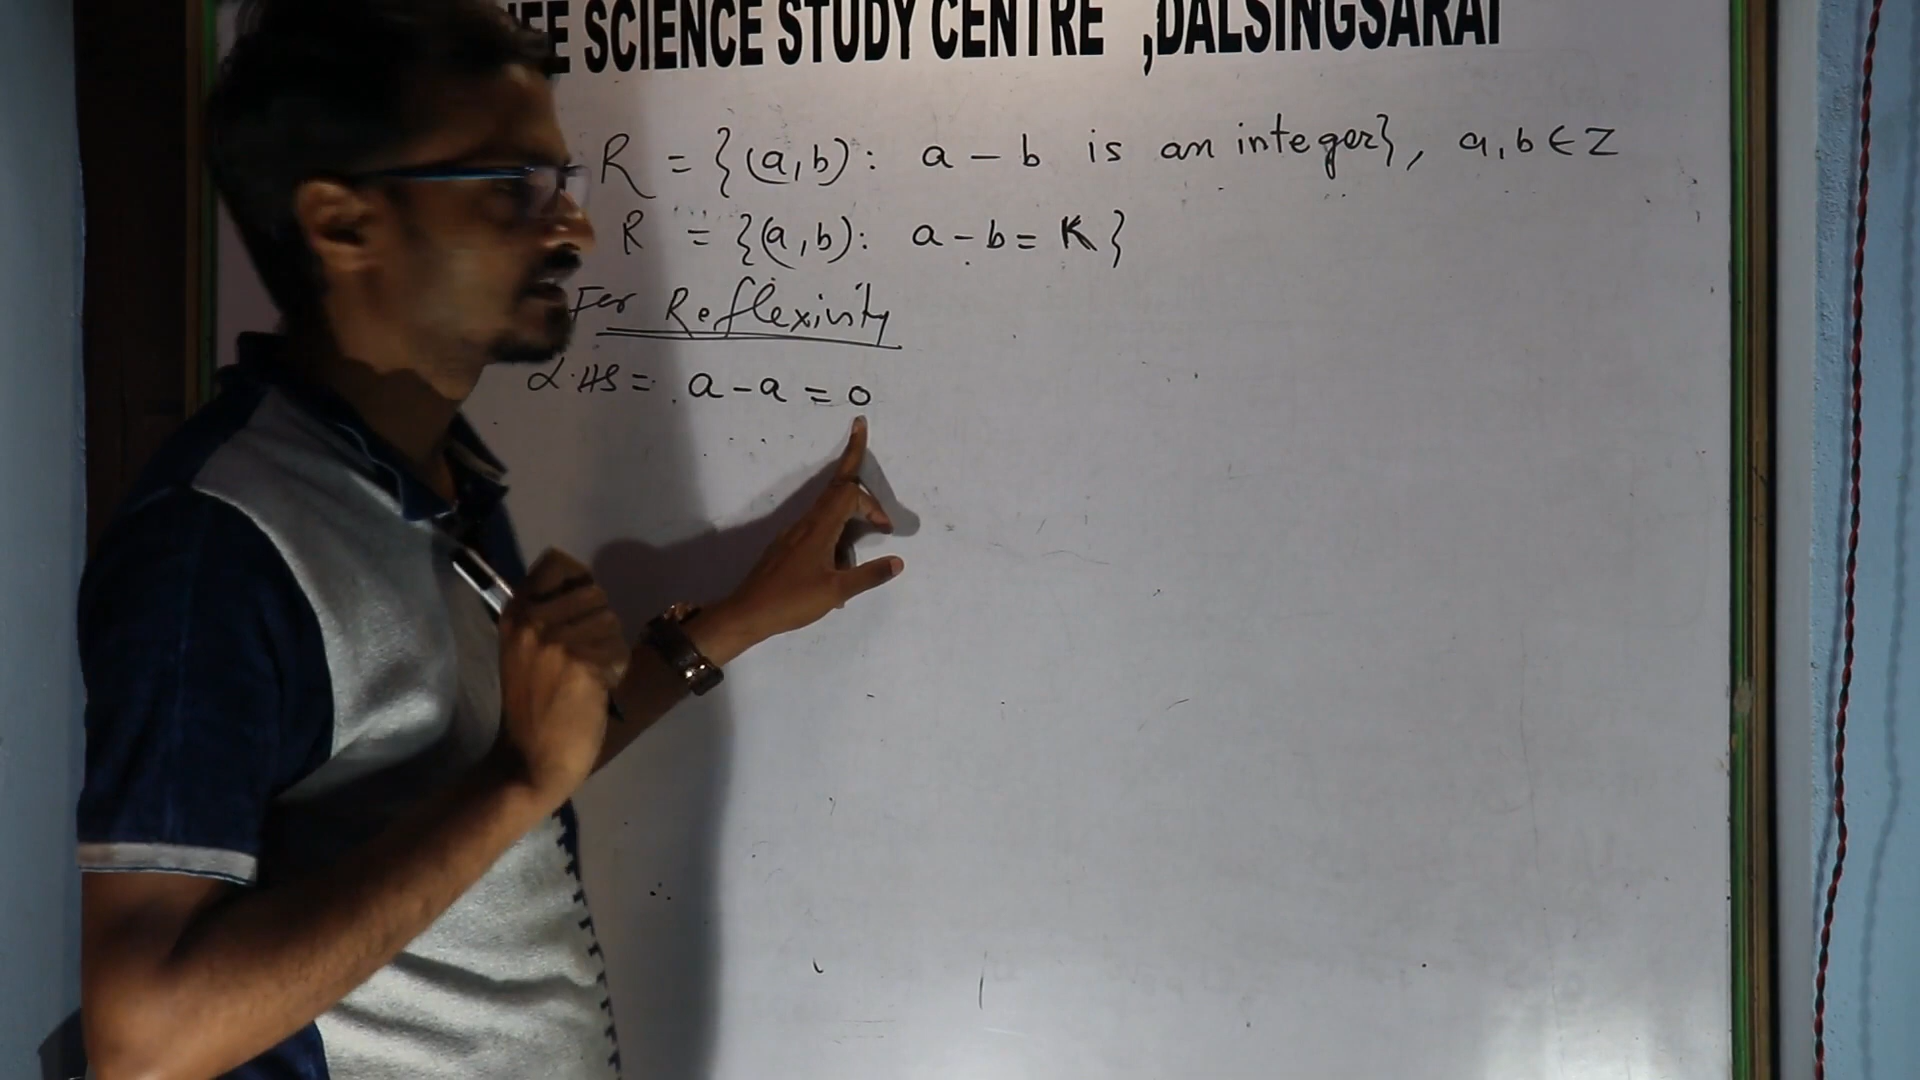 SCIENCE STUDY CENTRE ,DALSINGSARAI
R = {(a,b): a - b is an integer}, a,b ∈ Z
R = {(a,b): a - b = K}
For Reflexivity
L.HS = a - a = 0